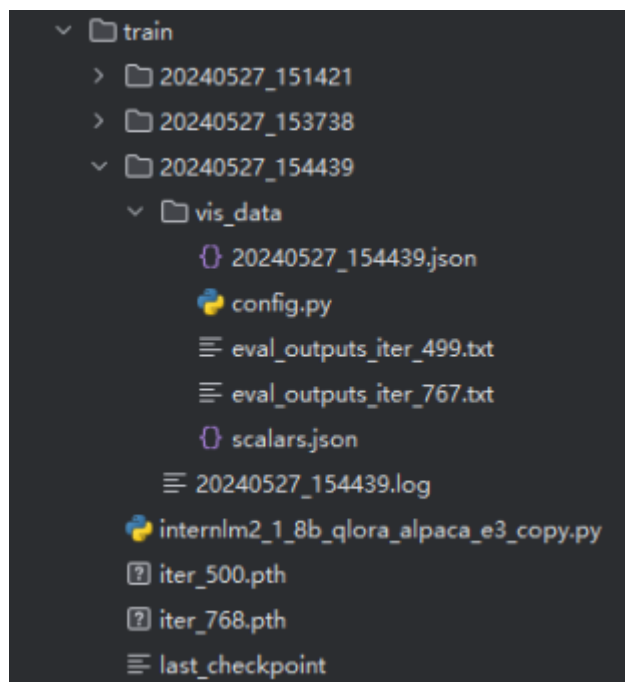 train
20240527_151421
20240527_153738
20240527_154439
vis_data
20240527_154439.json
config.py
eval_outputs_iter_499.txt
eval_outputs_iter_767.txt
scalars.json
20240527_154439.log
internlm2_1_8b_qlora_alpaca_e3_copy.py
iter_500.pth
iter_768.pth
last_checkpoint